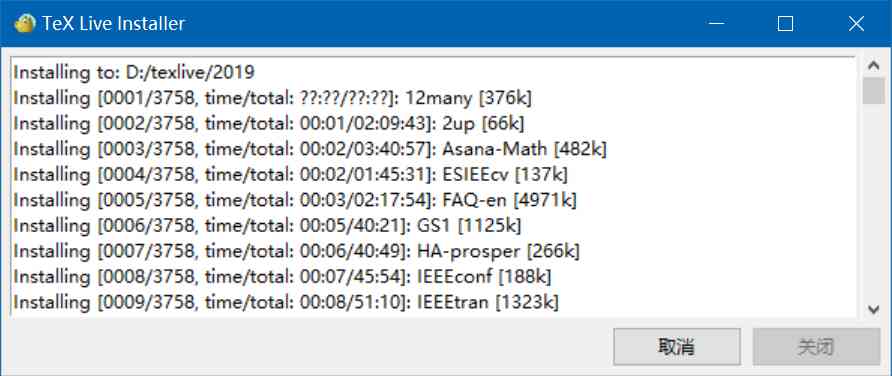 TeX Live Installer
Installing to: D:/texlive/2019
Installing [0001/3758, time/total: ??:??/??:??]: 12many [376k]
Installing [0002/3758, time/total: 00:01/02:09:43]: 2up [66k]
Installing [0003/3758, time/total: 00:02/03:40:57]: Asana-Math [482k]
Installing [0004/3758, time/total: 00:02/01:45:31]: ESIEEcv [137k]
Installing [0005/3758, time/total: 00:03/02:17:54]: FAQ-en [4971k]
Installing [0006/3758, time/total: 00:05/40:21]: GS1 [1125k]
Installing [0007/3758, time/total: 00:06/40:49]: HA-prosper [266k]
Installing [0008/3758, time/total: 00:07/45:54]: IEEEconf [188k]
Installing [0009/3758, time/total: 00:08/51:10]: IEEEtran [1323k]
取消 关闭